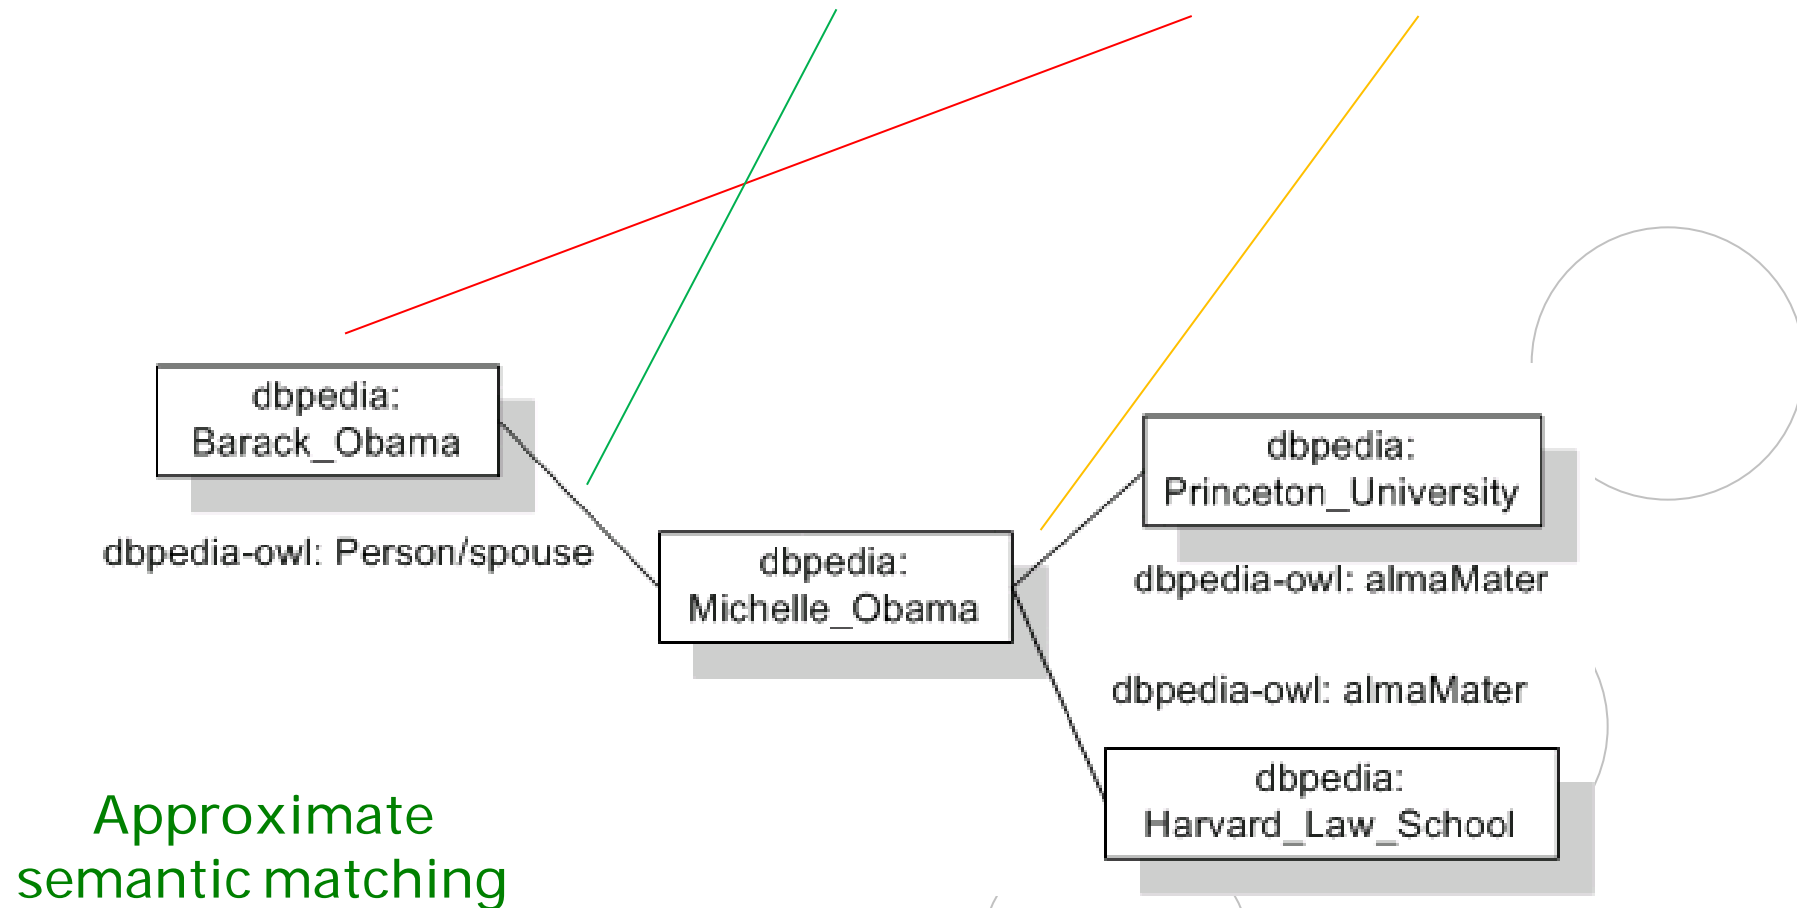 dbpedia:
Barack_Obama
dbpedia-owl: Person/spouse
dbpedia:
Michelle_Obama
dbpedia:
Princeton_University
dbpedia-owl: almaMater
dbpedia-owl: almaMater
dbpedia:
Harvard_Law_School
Approximate
semantic matching